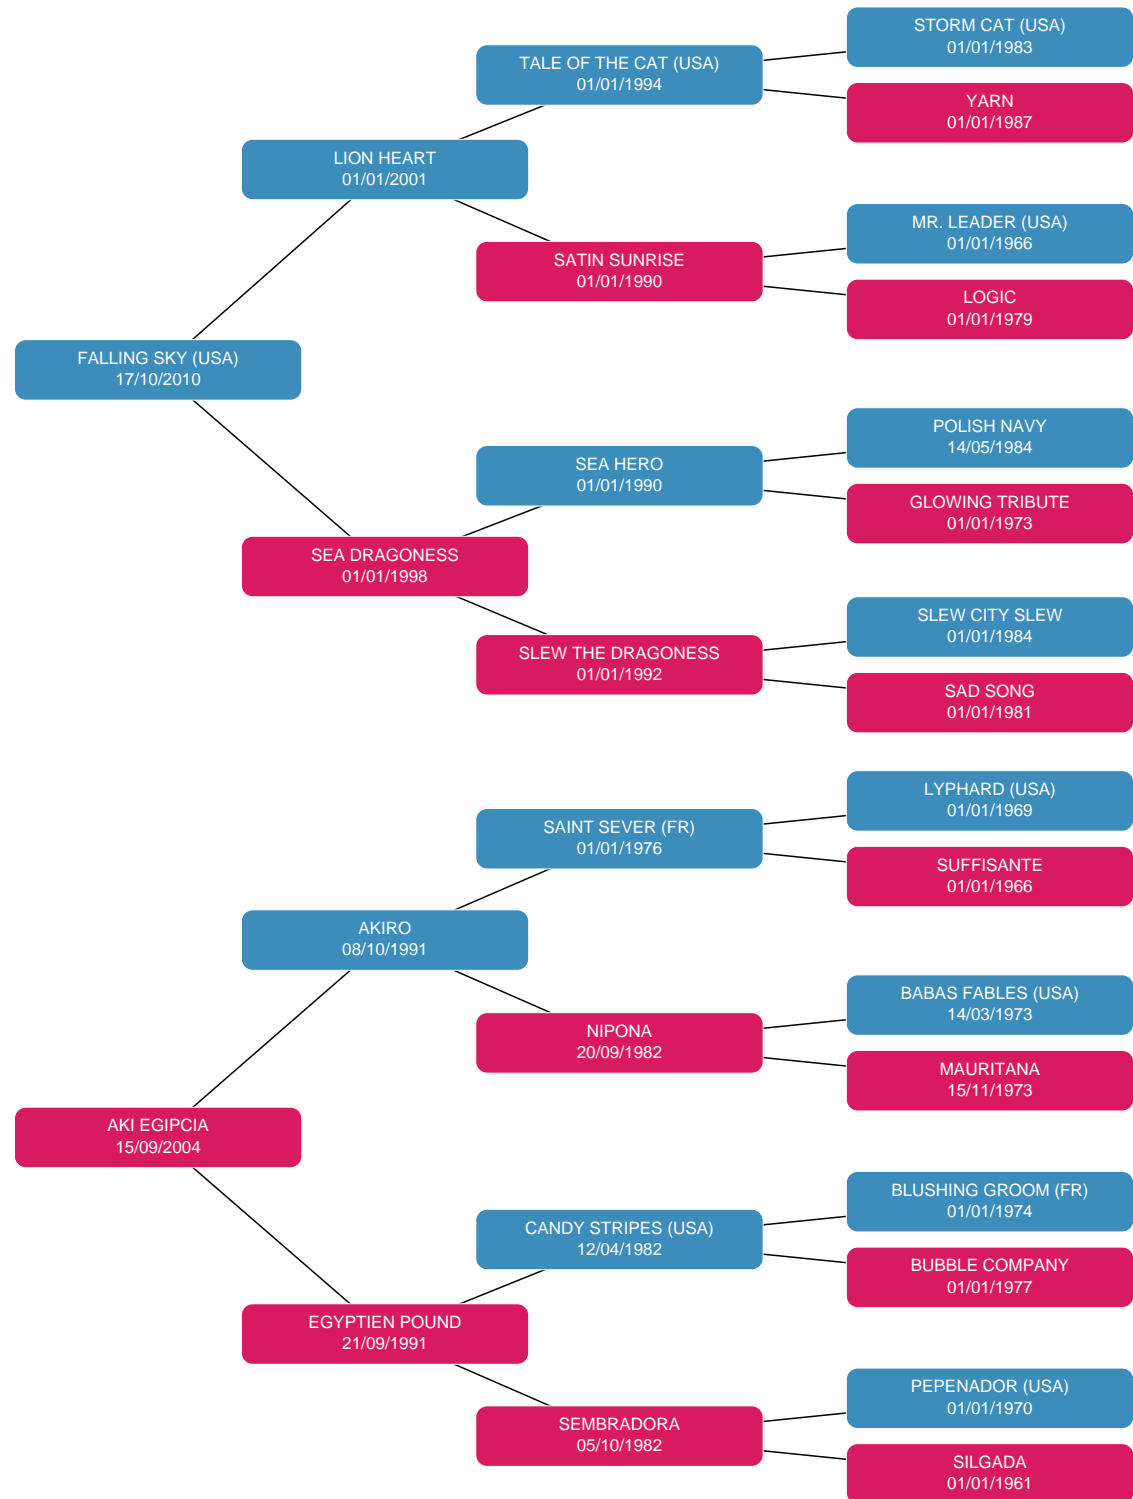 STORM CAT (USA)
01/01/1983
TALE OF THE CAT (USA)
01/01/1994
YARN
01/01/1987
LION HEART
01/01/2001
MR. LEADER (USA)
01/01/1966
SATIN SUNRISE
01/01/1990
LOGIC
01/01/1979
FALLING SKY (USA)
17/10/2010
POLISH NAVY
14/05/1984
SEA HERO
01/01/1990
GLOWING TRIBUTE
01/01/1973
SEA DRAGONESS
01/01/1998
SLEW CITY SLEW
01/01/1984
SLEW THE DRAGONESS
01/01/1992
SAD SONG
01/01/1981
LYPHARD (USA)
01/01/1969
SAINT SEVER (FR)
01/01/1976
SUFFISANTE
01/01/1966
AKIRO
08/10/1991
BABAS FABLES (USA)
14/03/1973
NIPONA
20/09/1982
MAURITANA
15/11/1973
AKI EGIPCIA
15/09/2004
BLUSHING GROOM (FR)
01/01/1974
CANDY STRIPES (USA)
12/04/1982
BUBBLE COMPANY
01/01/1977
EGYPTIEN POUND
21/09/1991
PEPENADOR (USA)
01/01/1970
SEMBRADORA
05/10/1982
SILGADA
01/01/1961